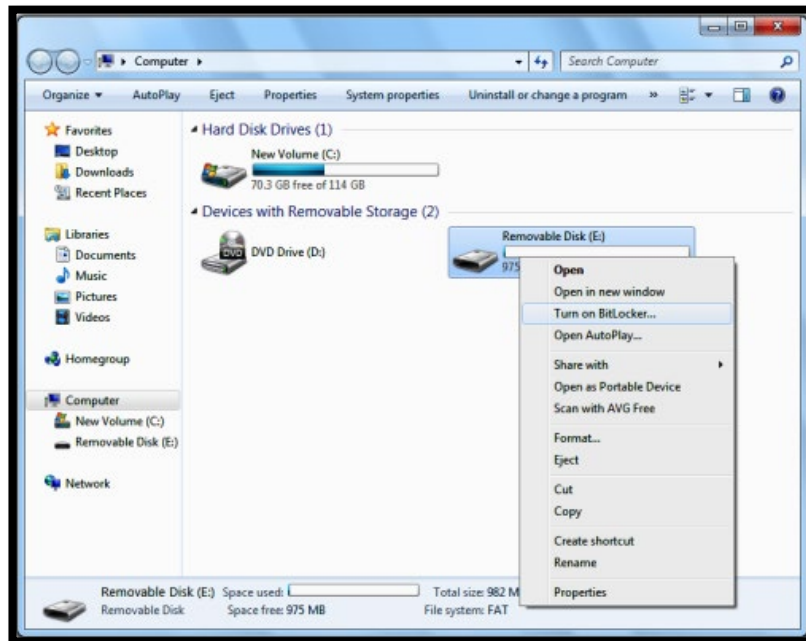 Computer
Search Computer
Organize AutoPlay Eject Properties System properties Uninstall or change a program »
Favorites
Desktop
Downloads
Recent Places
Libraries
Documents
Music
Pictures
Videos
Homegroup
Computer
New Volume (C:)
Removable Disk (E:)
Network
Hard Disk Drives (1)
New Volume (C:)
70.3 GB free of 114 GB
Devices with Removable Storage (2)
DVD Drive (D:)
Removable Disk (E:)
975
Open
Open in new window
Turn on BitLocker...
Open AutoPlay...
Share with
Open as Portable Device
Scan with AVG Free
Format...
Eject
Cut
Copy
Create shortcut
Rename
Properties
Removable Disk (E:) Space used: Total size: 982 M
Removable Disk Space free: 975 MB File system: FAT